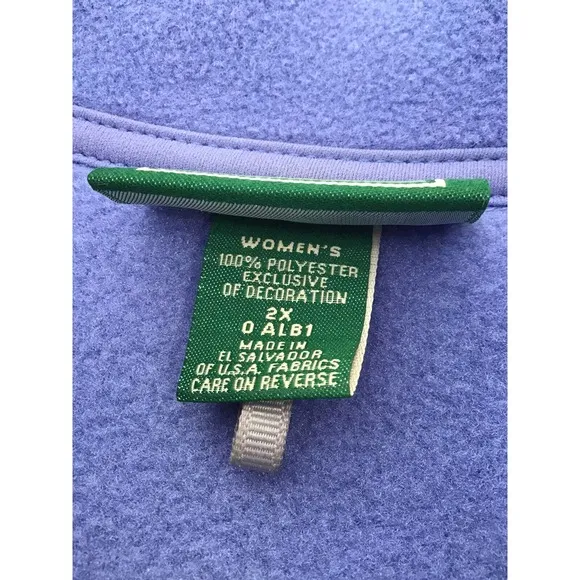 WOMEN'S
100% POLYESTER
EXCLUSIVE
OF DECORATION
2X
0 ALB1
MADE IN
EL SALVADOR
OF U.S.A. FABRICS
CARE ON REVERSE